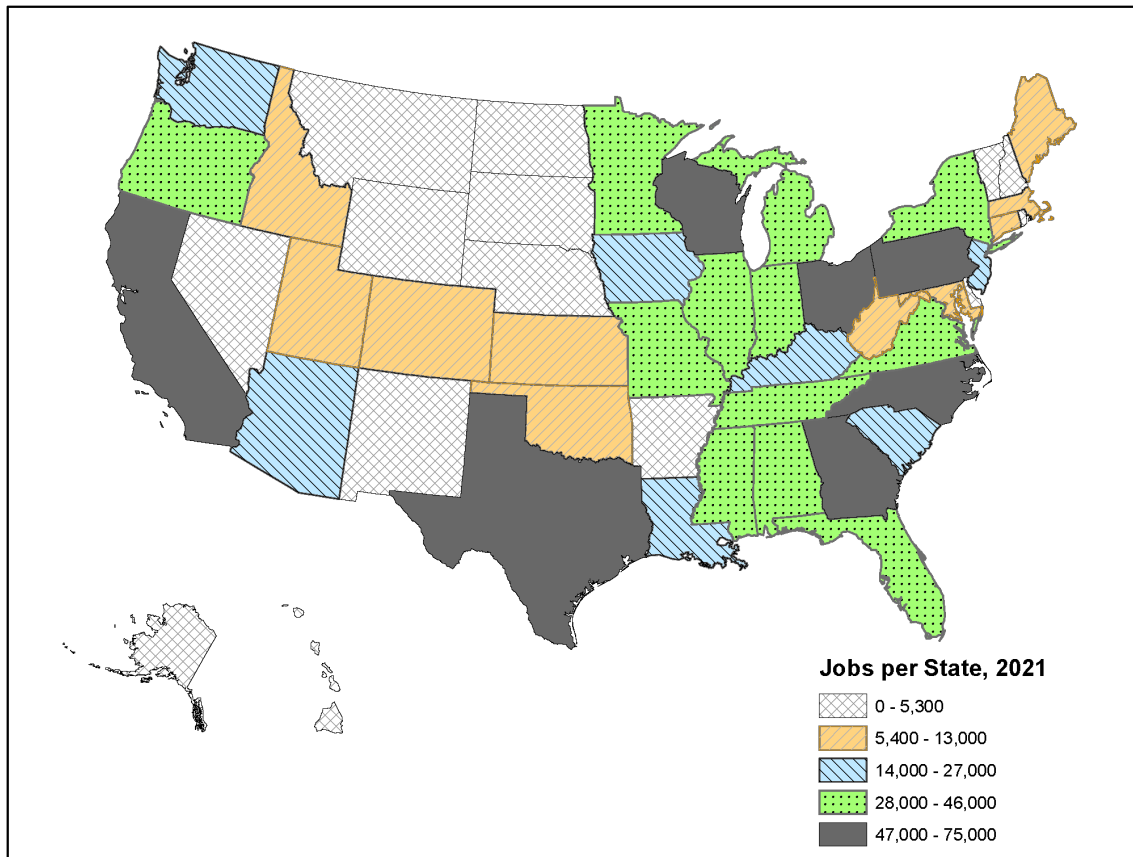 Jobs per State, 2021
0 - 5,300
5,400 - 13,000
14,000 - 27,000
28,000 - 46,000
47,000 - 75,000